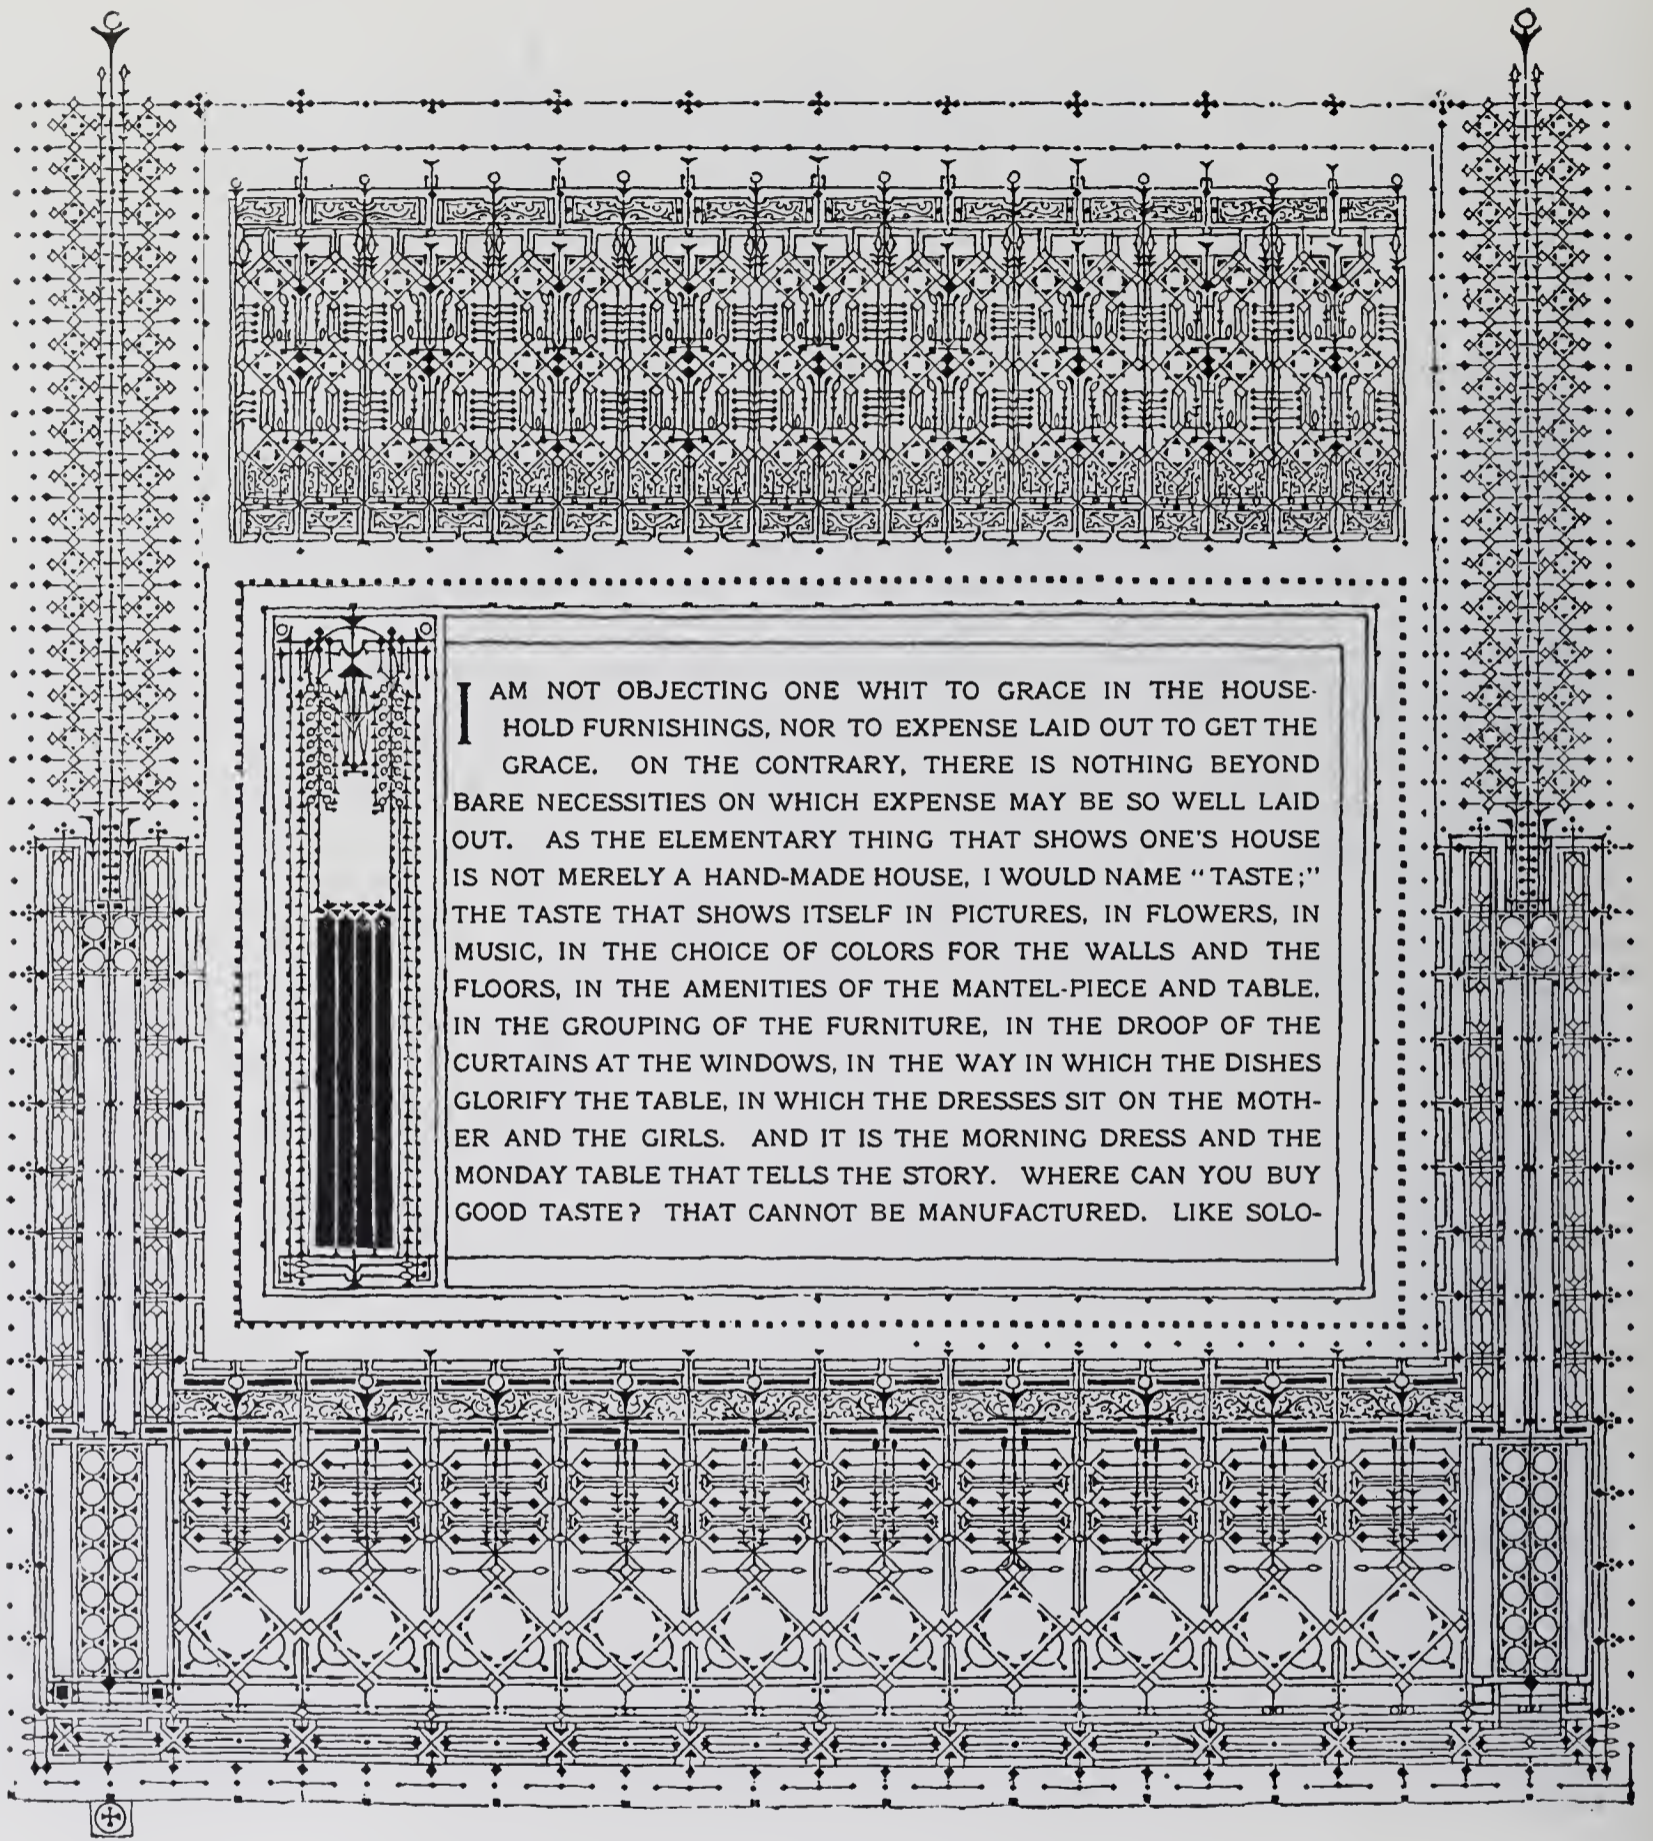 I AM NOT OBJECTING ONE WHIT TO GRACE IN THE HOUSE-
HOLD FURNISHINGS, NOR TO EXPENSE LAID OUT TO GET THE
GRACE. ON THE CONTRARY, THERE IS NOTHING BEYOND
BARE NECESSITIES ON WHICH EXPENSE MAY BE SO WELL LAID
OUT. AS THE ELEMENTARY THING THAT SHOWS ONE'S HOUSE
IS NOT MERELY A HAND-MADE HOUSE, I WOULD NAME "TASTE;"
THE TASTE THAT SHOWS ITSELF IN PICTURES, IN FLOWERS, IN
MUSIC, IN THE CHOICE OF COLORS FOR THE WALLS AND THE
FLOORS, IN THE AMENITIES OF THE MANTEL-PIECE AND TABLE,
IN THE GROUPING OF THE FURNITURE, IN THE DROOP OF THE
CURTAINS AT THE WINDOWS, IN THE WAY IN WHICH THE DISHES
GLORIFY THE TABLE, IN WHICH THE DRESSES SIT ON THE MOTH-
ER AND THE GIRLS. AND IT IS THE MORNING DRESS AND THE
MONDAY TABLE THAT TELLS THE STORY. WHERE CAN YOU BUY
GOOD TASTE? THAT CANNOT BE MANUFACTURED. LIKE SOLO-